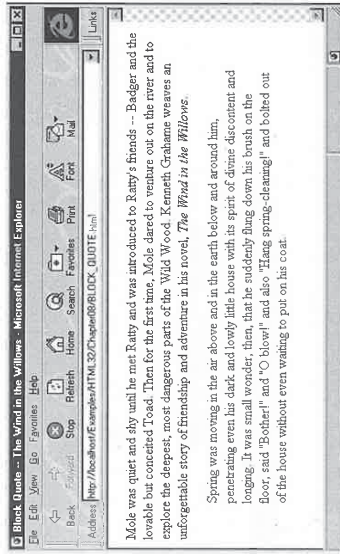 Block Quote -- The Wind in the Willows - Microsoft Internet Explorer
File Edit View Go Favorites Help
Back Forward Stop Refresh Home Search Favorites Print Font Mail
Address http://localhost/Examples/HTML32/Chapter08/BLOCK_QUOTE.html Links
Mole was quiet and shy until he met Ratty and was introduced to Ratty's friends -- Badger and the
lovable but conceited Toad. Then for the first time, Mole dared to venture out on the river and to
explore the deepest, most dangerous parts of the Wild Wood. Kenneth Grahame weaves an
unforgettable story of friendship and adventure in his novel, The Wind in the Willows.
Spring was moving in the air above and in the earth below and around him,
penetrating even his dark and lowly little house with its spirit of divine discontent and
longing. It was small wonder, then, that he suddenly flung down his brush on the
floor, said "Bother!" and "O blow!" and also "Hang spring-cleaning!" and bolted out
of the house without even waiting to put on his coat.